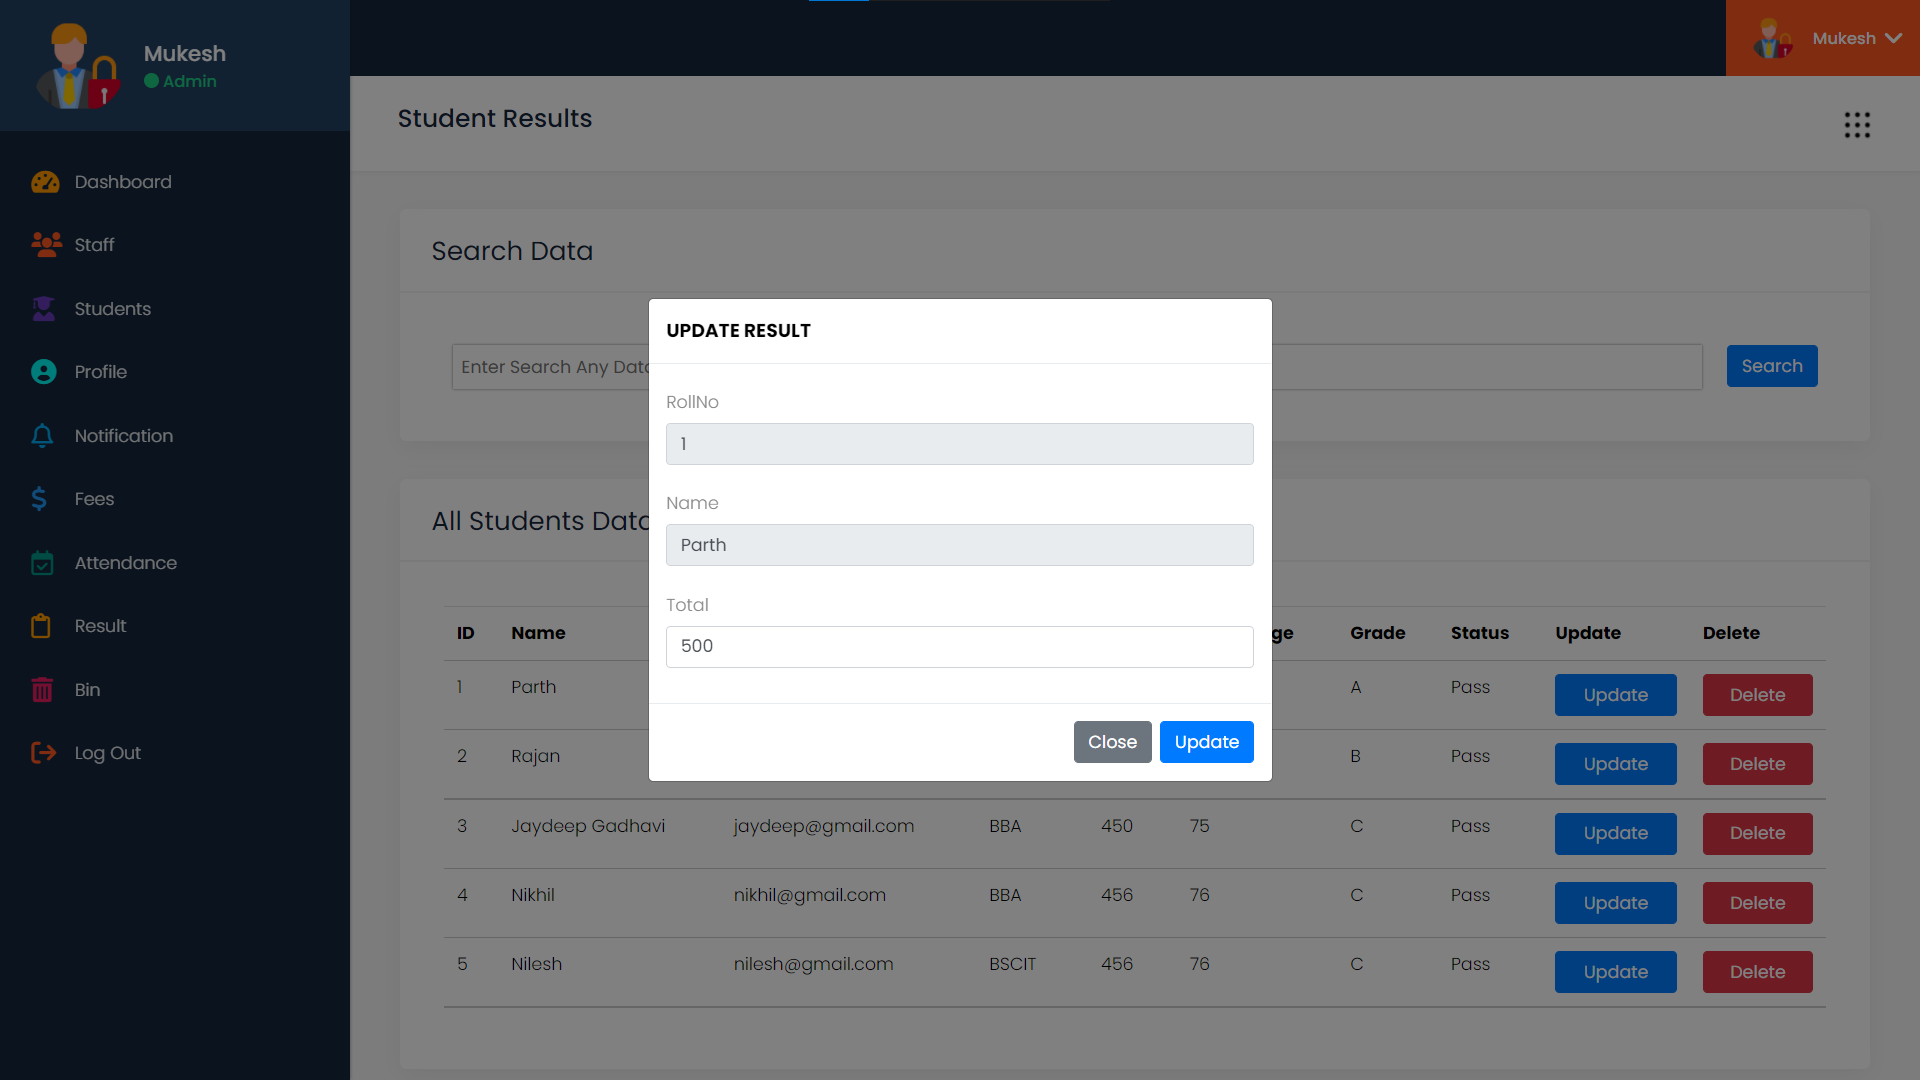 Mukesh
Admin
Mukesh
Dashboard
Staff
Students
Profile
Notification
Fees
Attendance
Result
Bin
Log Out
Student Results
Search Data
Enter Search Any Data
Search
All Students Data
ID Name ge Grade Status Update Delete
1 Parth A Pass Update Delete
2 Rajan B Pass Update Delete
3 Jaydeep Gadhavi jaydeep@gmail.com BBA 450 75 C Pass Update Delete
4 Nikhil nikhil@gmail.com BBA 456 76 C Pass Update Delete
5 Nilesh nilesh@gmail.com BSCIT 456 76 C Pass Update Delete
UPDATE RESULT
RollNo
1
Name
Parth
Total
500
Close Update